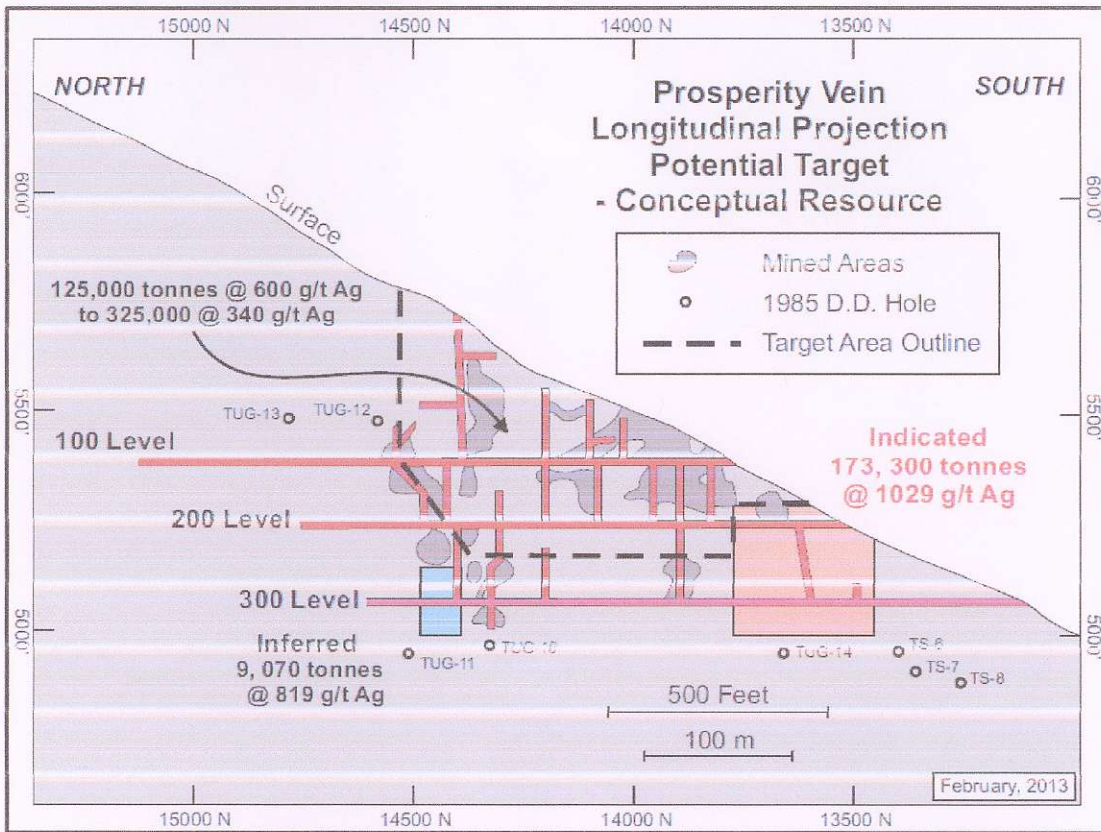 15000 N
14500 N
14000 N
13500 N
NORTH
SOUTH
Prosperity Vein
Longitudinal Projection
Potential Target
- Conceptual Resource
6000'
6000'
Surface
Mined Areas
1985 D.D. Hole
Target Area Outline
125,000 tonnes @ 600 g/t Ag
to 325,000 @ 340 g/t Ag
5500'
5500'
TUG-13
TUG-12
100 Level
Indicated
173, 300 tonnes
@ 1029 g/t Ag
200 Level
300 Level
5000'
5000'
Inferred
9, 070 tonnes
@ 819 g/t Ag
TUG-11
TUG-14
TS-6
TS-7
TS-8
500 Feet
100 m
February, 2013
15000 N
14500 N
14000 N
13500 N